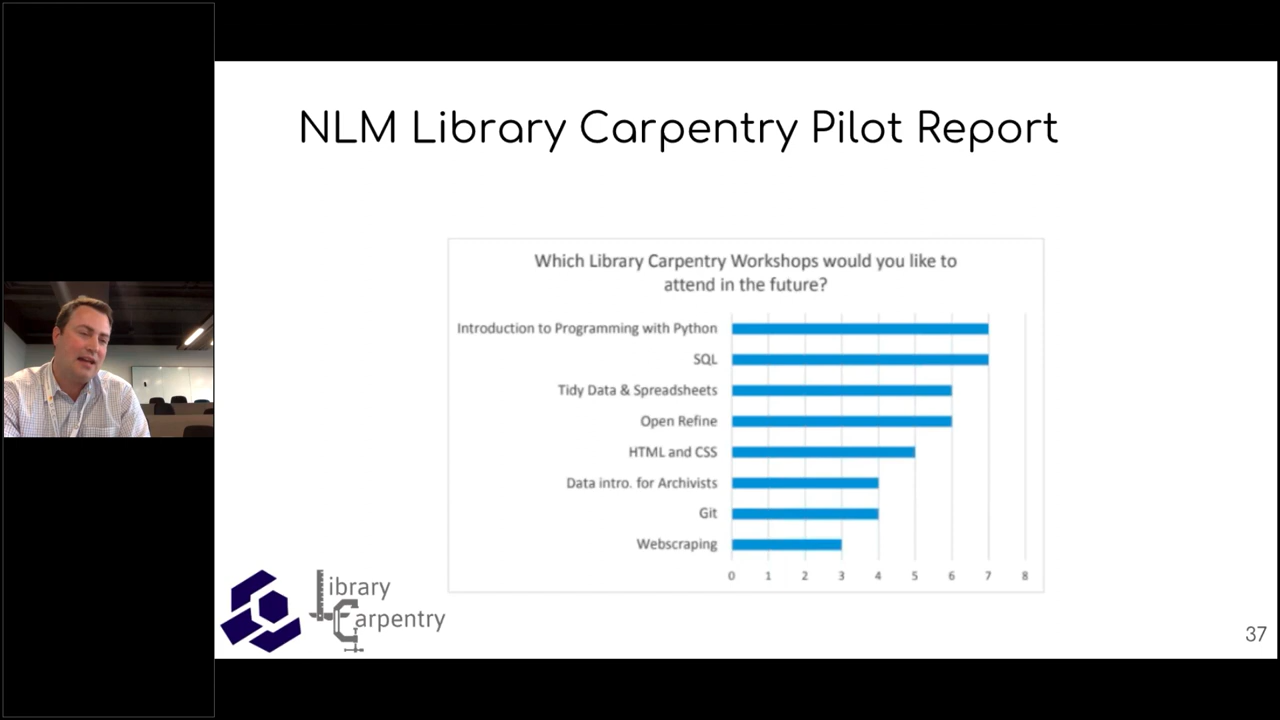 NLM Library Carpentry Pilot Report
Which Library Carpentry Workshops would you like to
attend in the future?
Introduction to Programming with Python
SQL
Tidy Data & Spreadsheets
Open Refine
HTML and CSS
Data intro. for Archivists
Git
Webscraping
0 1 2 3 4 5 6 7 8
Library
Carpentry
37